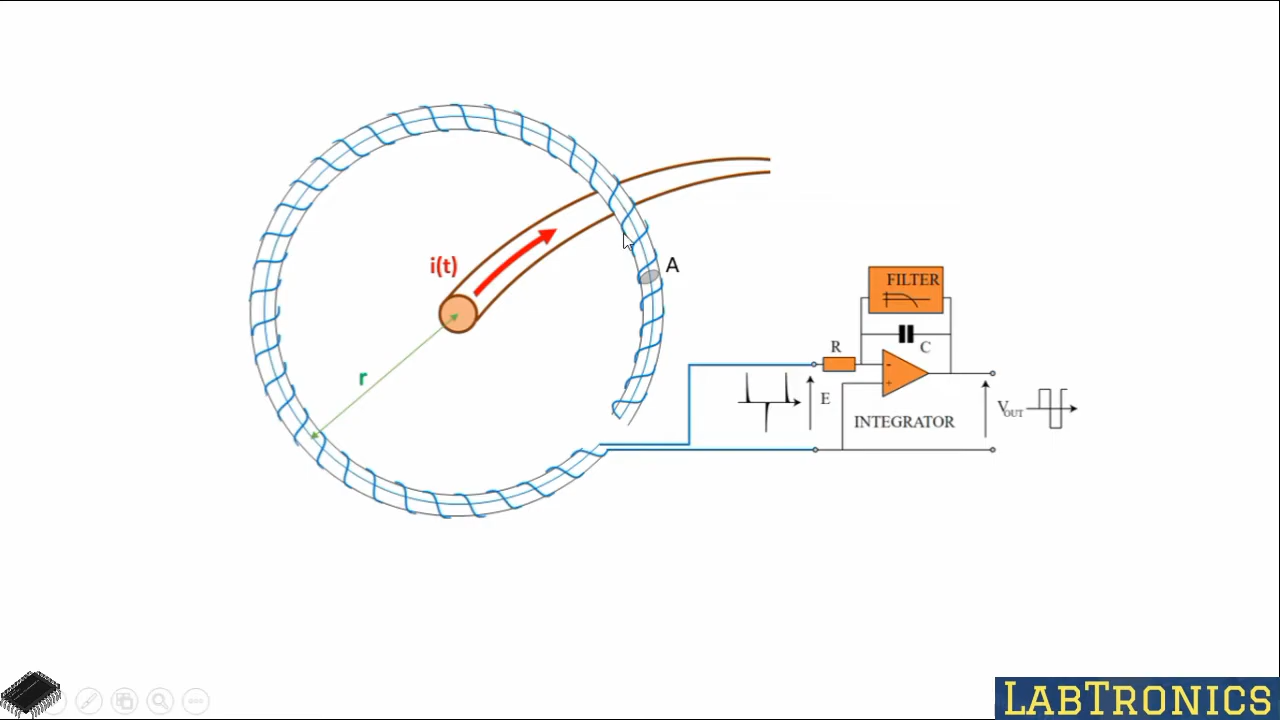 i(t)
A
r
FILTER
R
C
-
+
E
INTEGRATOR
VOUT
LABTRONICS